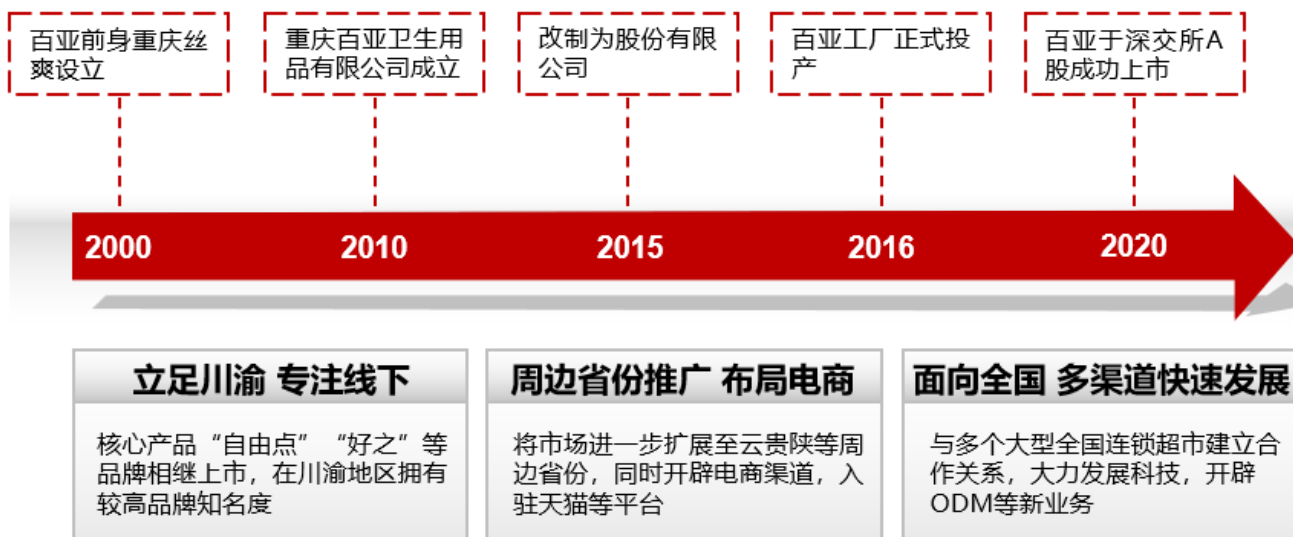 百亚前身重庆丝
爽设立
重庆百亚卫生用
品有限公司成立
改制为股份有限
公司
百亚工厂正式投
产
百亚于深交所A
股成功上市
2000
2010
2015
2016
2020
立足川渝 专注线下
核心产品“自由点”“好之”等
品牌相继上市，在川渝地区拥有
较高品牌知名度
周边省份推广 布局电商
将市场进一步扩展至云贵陕等周
边省份，同时开辟电商渠道，入
驻天猫等平台
面向全国 多渠道快速发展
与多个大型全国连锁超市建立合
作关系，大力发展科技，开辟
ODM等新业务